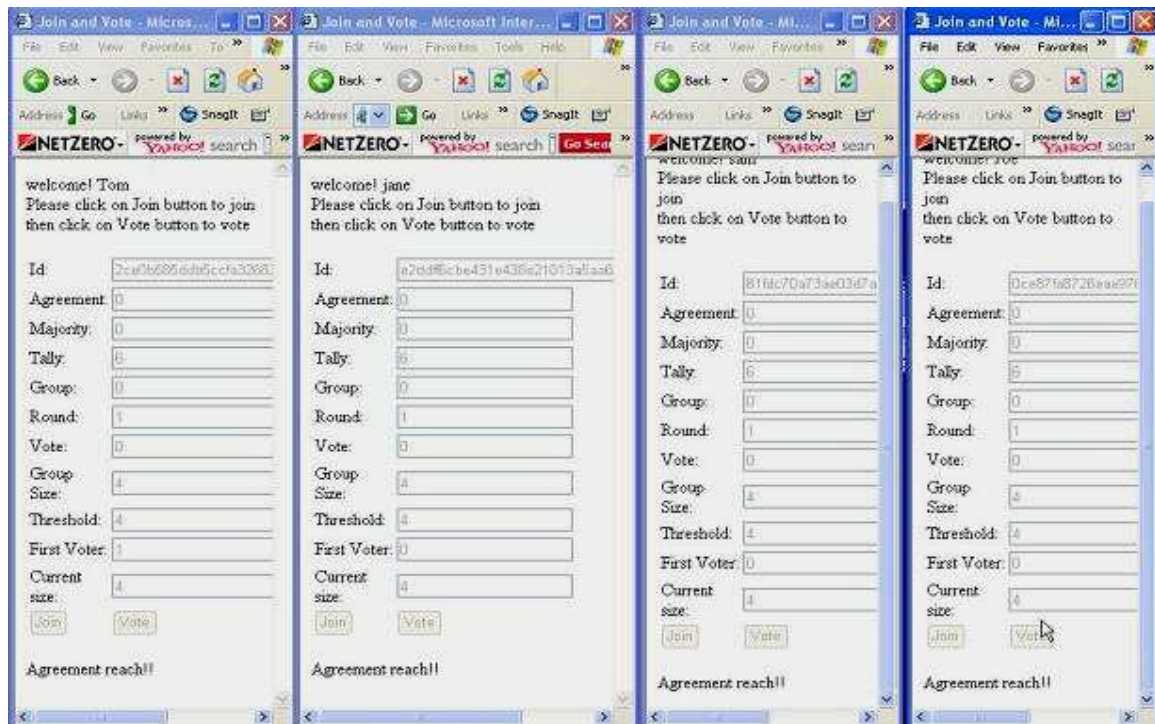 Join and Vote - Micros...
File Edit View Favorites To »
Back
Address Go Links » SnagIt
NETZERO powered by YAHOO! search
welcome! Tom
Please click on Join button to join
then click on Vote button to vote
Id:
Agreement: 0
Majority: 0
Tally: 6
Group: 0
Round: 1
Vote: 0
Group Size: 4
Threshold: 4
First Voter: 1
Current size: 4
Join Vote
Agreement reach!!
Join and Vote - Microsoft Inter...
File Edit View Favorites Tools Help
Back
Address Go Links » SnagIt
NETZERO powered by YAHOO! search Go Sea
welcome! jane
Please click on Join button to join
then click on Vote button to vote
Id:
Agreement: 0
Majority: 0
Tally: 6
Group: 0
Round: 1
Vote: 0
Group Size: 4
Threshold: 4
First Voter: 0
Current size: 4
Join Vote
Agreement reach!!
Join and Vote - Mi...
File Edit View Favorites »
Back
Address Links » SnagIt
NETZERO powered by YAHOO! sear
welcome! sam
Please click on Join button to
join
then click on Vote button to
vote
Id:
Agreement: 0
Majority: 0
Tally: 6
Group: 0
Round: 1
Vote: 0
Group Size: 4
Threshold: 4
First Voter: 0
Current size: 4
Join Vote
Agreement reach!!
Join and Vote - Mi...
File Edit View Favorites »
Back
Address Links » SnagIt
NETZERO powered by YAHOO! sear
welcome! Joe
Please click on Join button to
join
then click on Vote button to
vote
Id:
Agreement: 0
Majority: 0
Tally: 6
Group: 0
Round: 1
Vote: 0
Group Size: 4
Threshold: 4
First Voter: 0
Current size: 4
Join Vote
Agreement reach!!